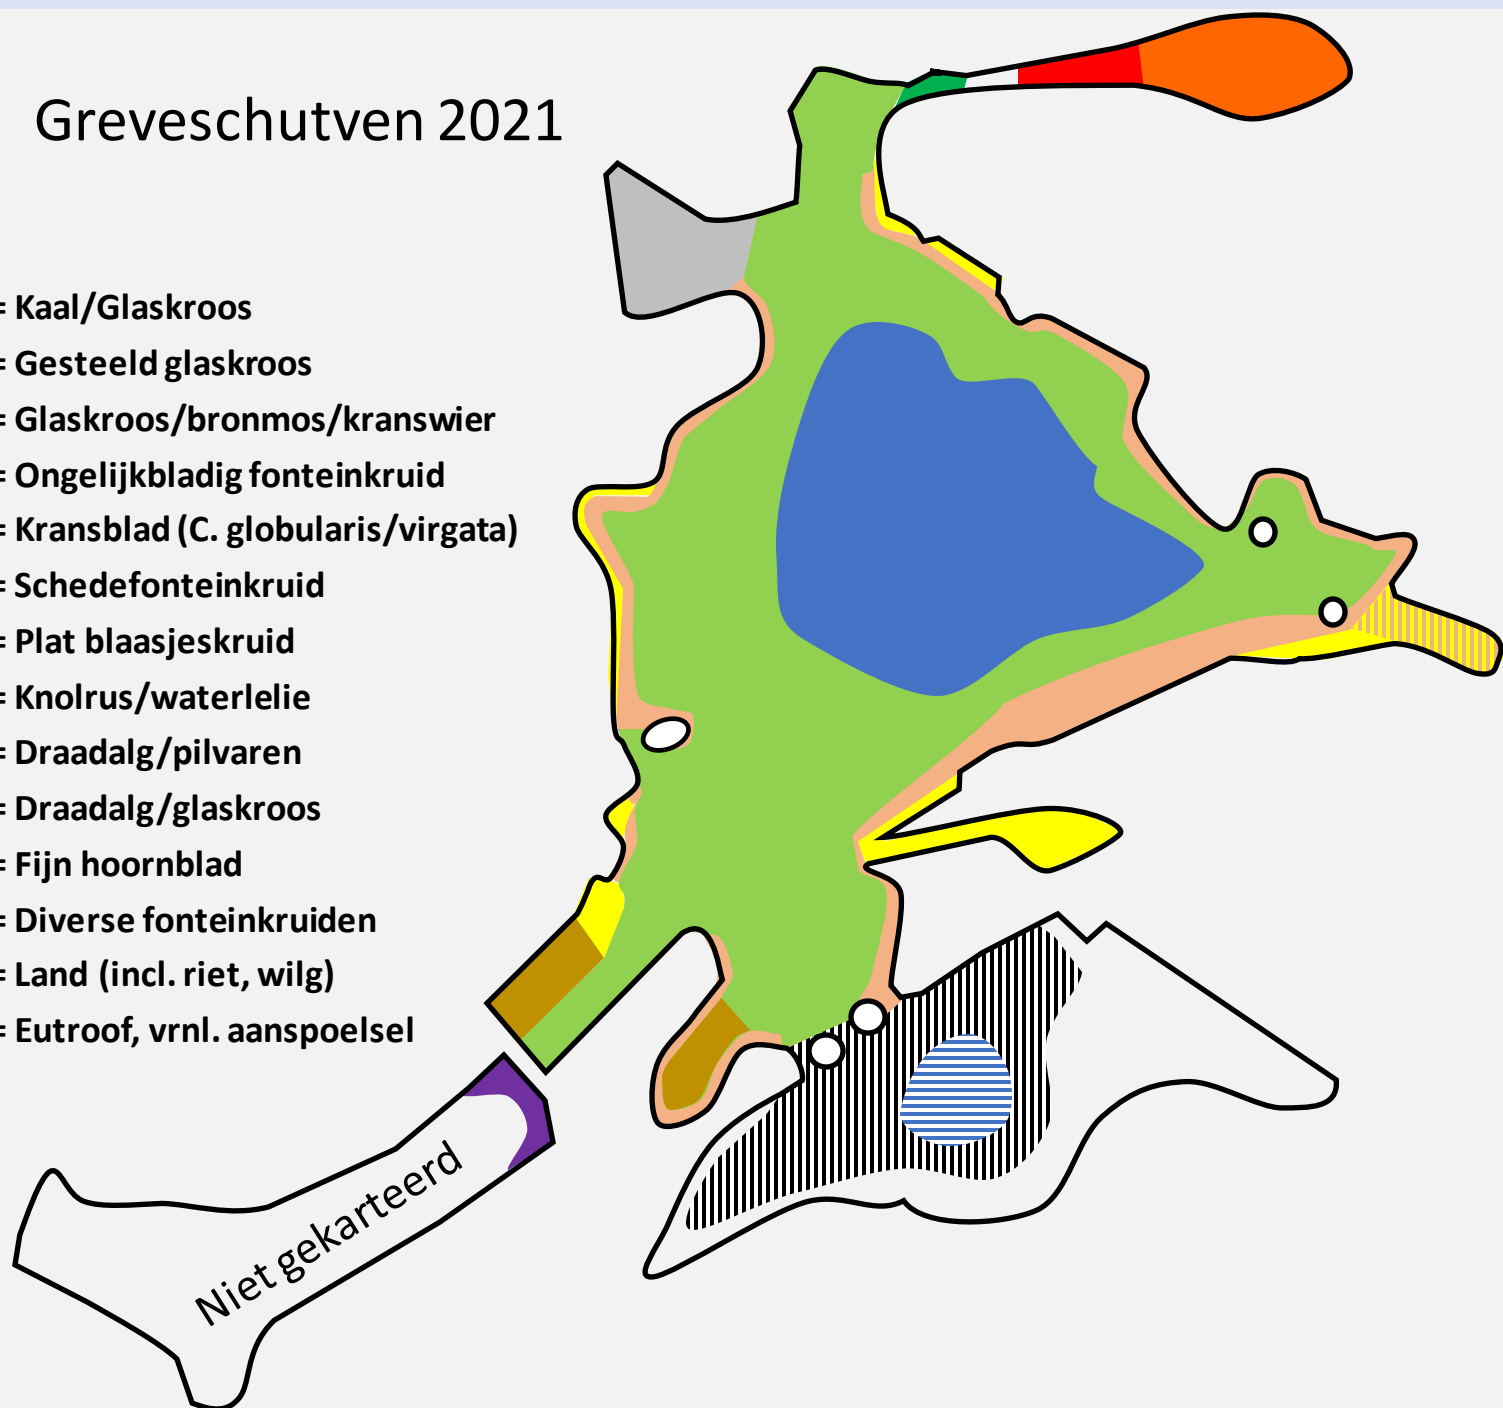 Greveschutven 2021
= Kaal/Glaskroos
= Gesteeld glaskroos
= Glaskroos/bronmos/kranswier
= Ongelijkbladig fonteinkruid
= Kransblad (C. globularis/virgata)
= Schedefonteinkruid
= Plat blaasjeskruid
= Knolrus/waterlelie
= Draadalg/pilvaren
= Draadalg/glaskroos
= Fijn hoornblad
= Diverse fonteinkruiden
= Land (incl. riet, wilg)
= Eutroof, vrnl. aanspoelsel
Niet gekarteerd